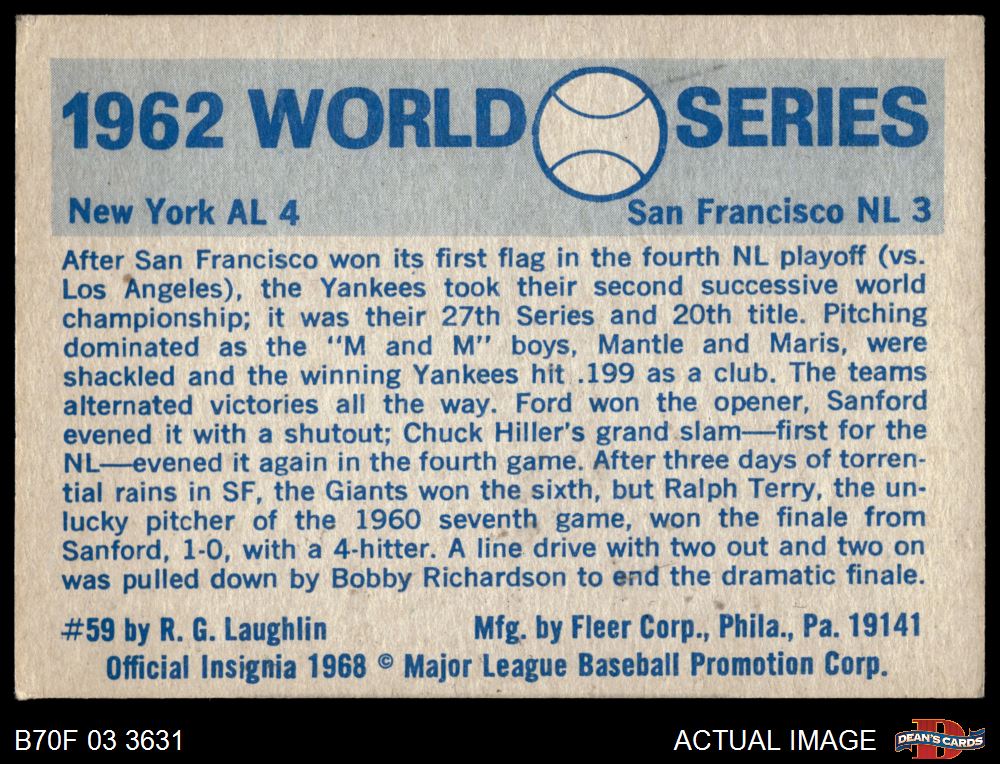 1962 WORLD SERIES
New York AL 4
San Francisco NL 3
After San Francisco won its first flag in the fourth NL playoff (vs.
Los Angeles), the Yankees took their second successive world
championship; it was their 27th Series and 20th title. Pitching
dominated as the “M and M” boys, Mantle and Maris, were
shackled and the winning Yankees hit .199 as a club. The teams
alternated victories all the way. Ford won the opener, Sanford
evened it with a shutout; Chuck Hiller's grand slam—first for the
NL—evened it again in the fourth game. After three days of torren-
tial rains in SF, the Giants won the sixth, but Ralph Terry, the un-
lucky pitcher of the 1960 seventh game, won the finale from
Sanford, 1-0, with a 4-hitter. A line drive with two out and two on
was pulled down by Bobby Richardson to end the dramatic finale.
#59 by R. G. Laughlin
Mfg. by Fleer Corp., Phila., Pa. 19141
Official Insignia 1968 © Major League Baseball Promotion Corp.
B70F 03 3631
ACTUAL IMAGE
D
DEAN'S CARDS